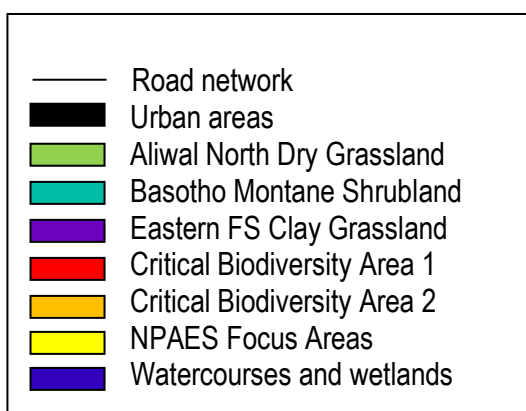 Road network
Urban areas
Aliwal North Dry Grassland
Basotho Montane Shrubland
Eastern FS Clay Grassland
Critical Biodiversity Area 1
Critical Biodiversity Area 2
NPAES Focus Areas
Watercourses and wetlands